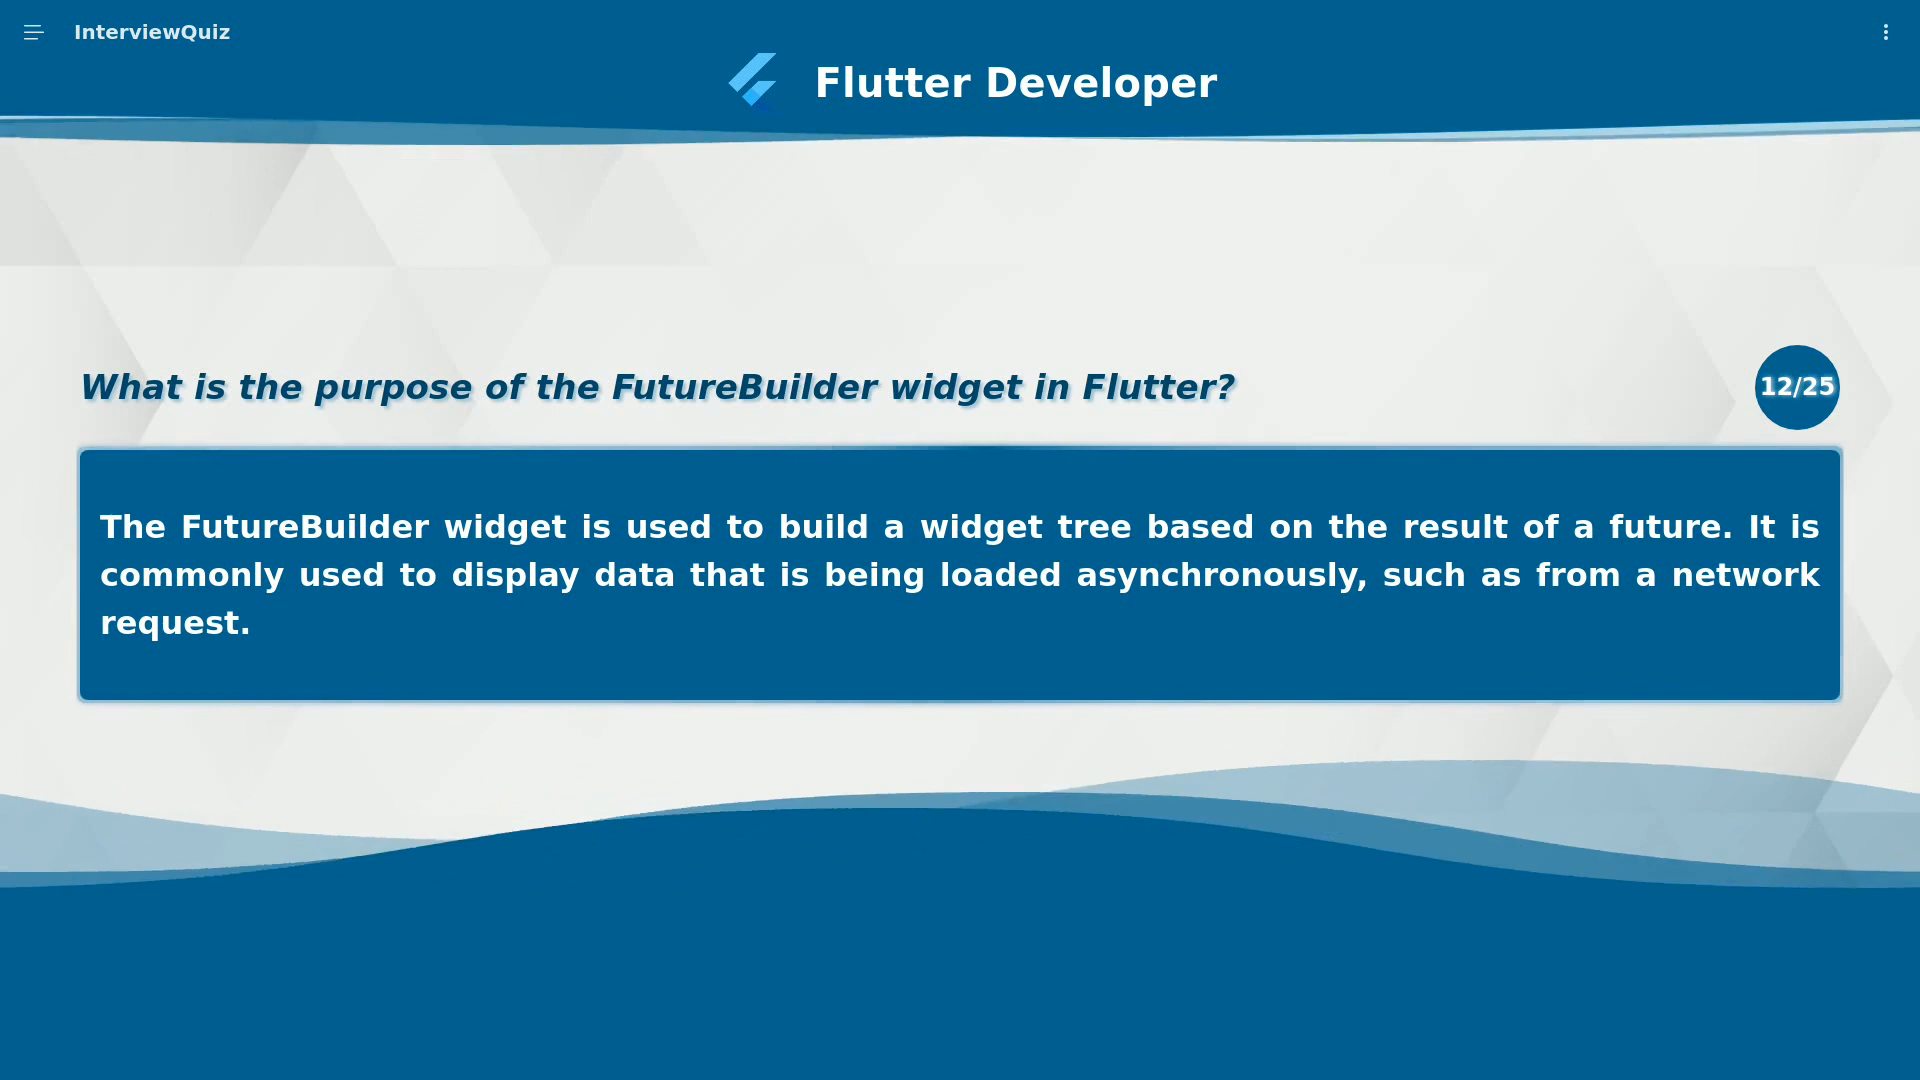 InterviewQuiz
Flutter Developer
What is the purpose of the FutureBuilder widget in Flutter?
12/25
The FutureBuilder widget is used to build a widget tree based on the result of a future. It is
commonly used to display data that is being loaded asynchronously, such as from a network
request.